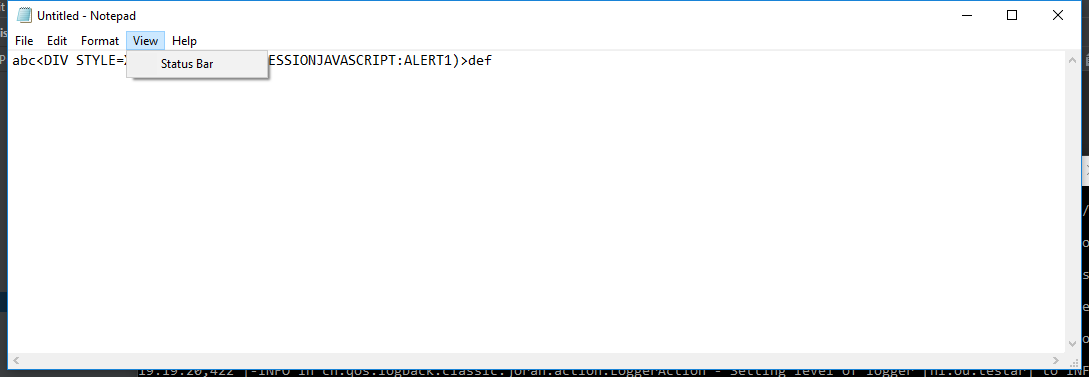 Untitled - Notepad
File Edit Format View Help
abc<DIV STYLE= ESSIONJAVASCRIPT:ALERT1)>def
Status Bar
19:19:20,422 |-INFO in ch.qos.logback.classic.joran.action.LoggerAction - Setting level of logger [nl.ou.testar] to INF